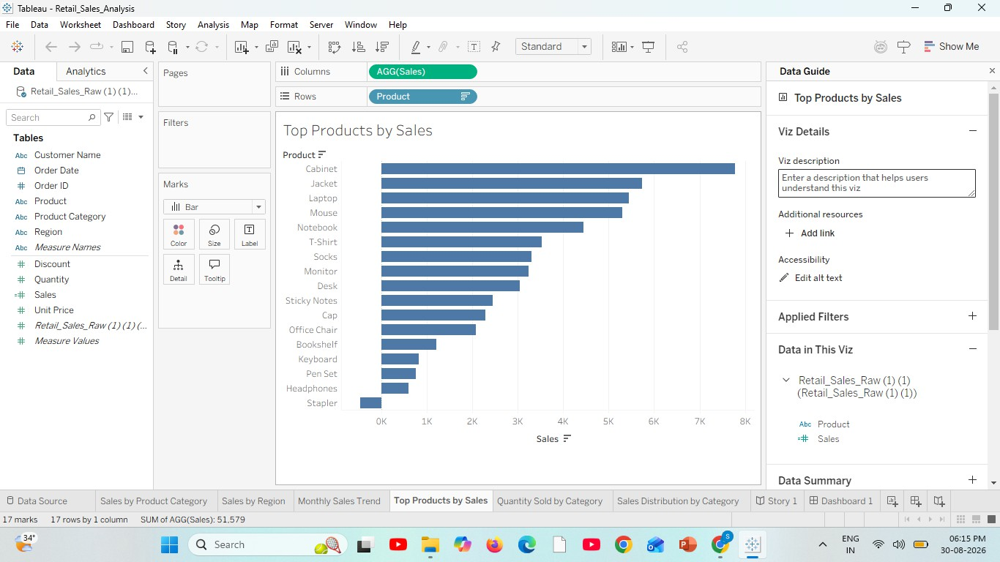 Tableau - Retail_Sales_Analysis
File Data Worksheet Dashboard Story Analysis Map Format Server Window Help
Standard
Show Me
Data Analytics
Retail_Sales_Raw (1) (1)...
Search
Tables
Abc Customer Name
Order Date
Order ID
Abc Product
Abc Product Category
Abc Region
Abc Measure Names
Discount
Quantity
Sales
Unit Price
Retail_Sales_Raw (1) (1) (...
Measure Values
Pages
Filters
Marks
Bar
Color Size Label
Detail Tooltip
Columns AGG(Sales)
Rows Product
Top Products by Sales
Product
Cabinet
Jacket
Laptop
Mouse
Notebook
T-Shirt
Socks
Monitor
Desk
Sticky Notes
Cap
Office Chair
Bookshelf
Keyboard
Pen Set
Headphones
Stapler
0K 1K 2K 3K 4K 5K 6K 7K 8K
Sales
Data Guide
Top Products by Sales
Viz Details
Viz description
Enter a description that helps users
understand this viz
Additional resources
Add link
Accessibility
Edit alt text
Applied Filters
Data in This Viz
Retail_Sales_Raw (1) (1)
(Retail_Sales_Raw (1) (1))
Abc Product
Sales
Data Summary
Data Source Sales by Product Category Sales by Region Monthly Sales Trend Top Products by Sales Quantity Sold by Category Sales Distribution by Category Story 1 Dashboard 1
17 marks 17 rows by 1 column SUM of AGG(Sales): 51,579
34°
Search
S
ENG
IN
06:15 PM
30-08-2026